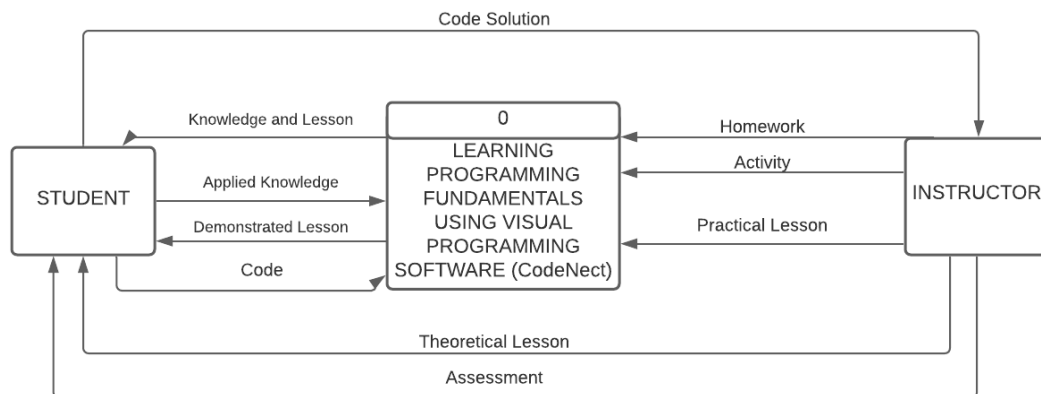 Code Solution
Knowledge and Lesson
0
Homework
LEARNING
PROGRAMMING
FUNDAMENTALS
USING VISUAL
PROGRAMMING
SOFTWARE (CodeNect)
Activity
STUDENT
Applied Knowledge
INSTRUCTOR
Demonstrated Lesson
Practical Lesson
Code
Theoretical Lesson
Assessment